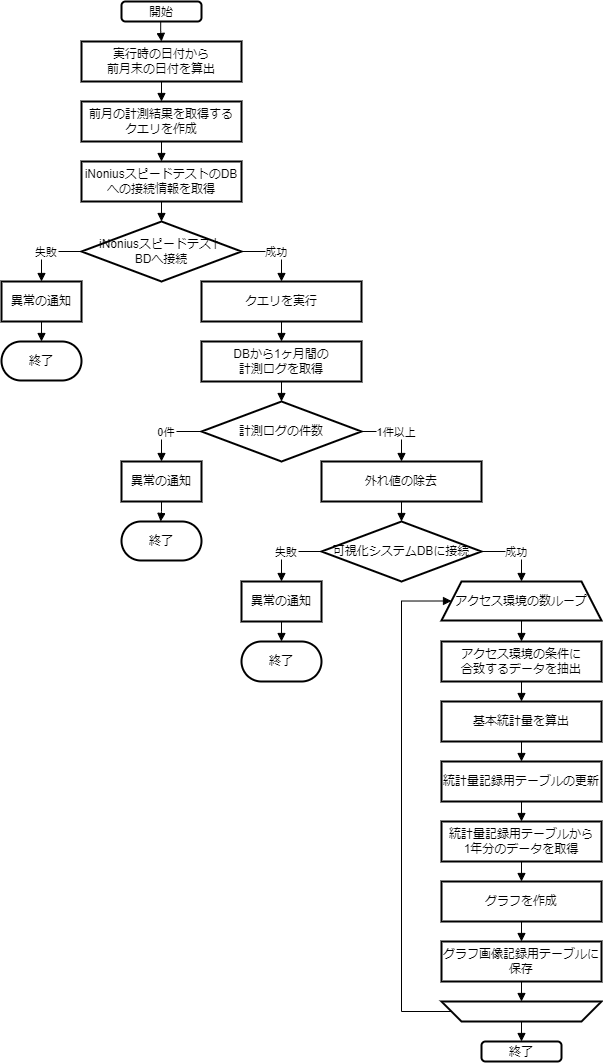 開始
実行時の日付から
前月末の日付を算出
前月の計測結果を取得する
クエリを作成
iNoniusスピードテストのDB
への接続情報を取得
iNoniusスピードテスト
BDへ接続
失敗
成功
異常の通知
クエリを実行
終了
DBから1ヶ月間の
計測ログを取得
計測ログの件数
0件
1件以上
異常の通知
外れ値の除去
終了
可視化システムDBに接続
失敗
成功
異常の通知
アクセス環境の数ループ
終了
アクセス環境の条件に
合致するデータを抽出
基本統計量を算出
統計量記録用テーブルの更新
統計量記録用テーブルから
1年分のデータを取得
グラフを作成
グラフ画像記録用テーブルに
保存
終了